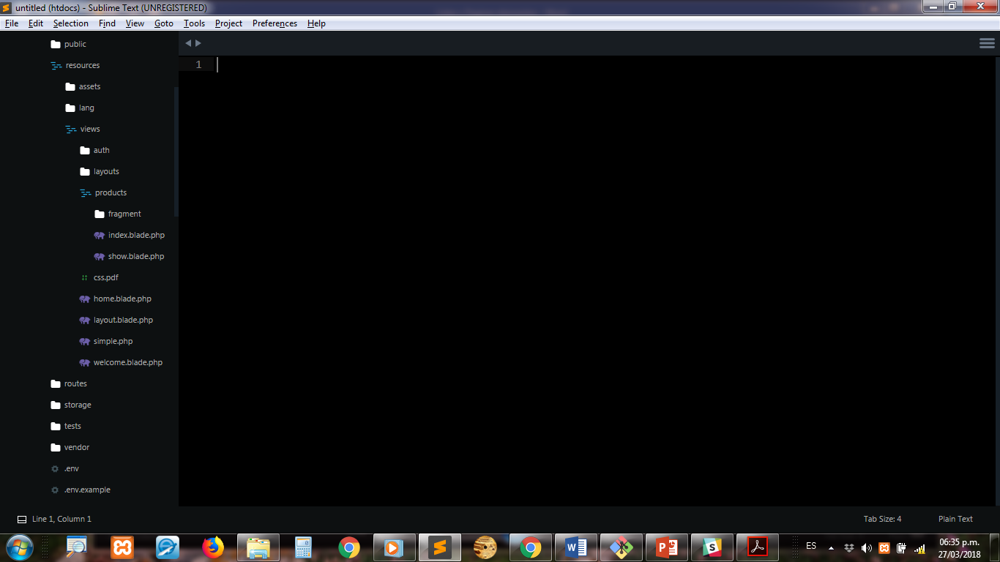 untitled (htdocs) - Sublime Text (UNREGISTERED)
File Edit Selection Find View Goto Tools Project Preferences Help
public
resources
assets
lang
views
auth
layouts
products
fragment
index.blade.php
show.blade.php
css.pdf
home.blade.php
layout.blade.php
simple.php
welcome.blade.php
routes
storage
tests
vendor
.env
.env.example
1
Line 1, Column 1
Tab Size: 4
Plain Text
ES
06:35 p.m.
27/03/2018